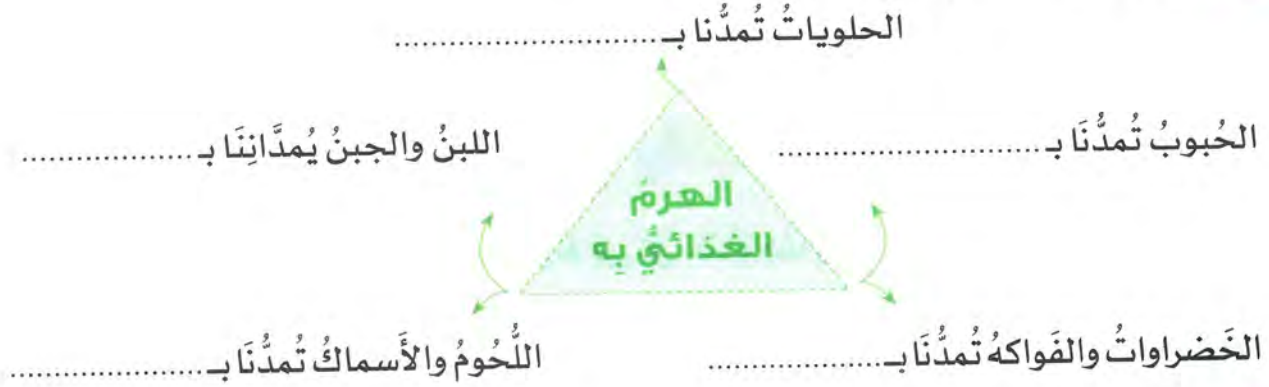 الحلوياتُ تُمدُّنا بـ............................
الحُبوبُ تُمدُّنَا بـ............................
اللبنُ والجبنُ يُمدَّانِنَا بـ..................
الهرمُ
الغذائيُّ بِه
الخَضراواتُ والفَواكهُ تُمدُّنَا بـ..................
اللُّحُومُ والأَسماكُ تُمدُّنَا بـ....................